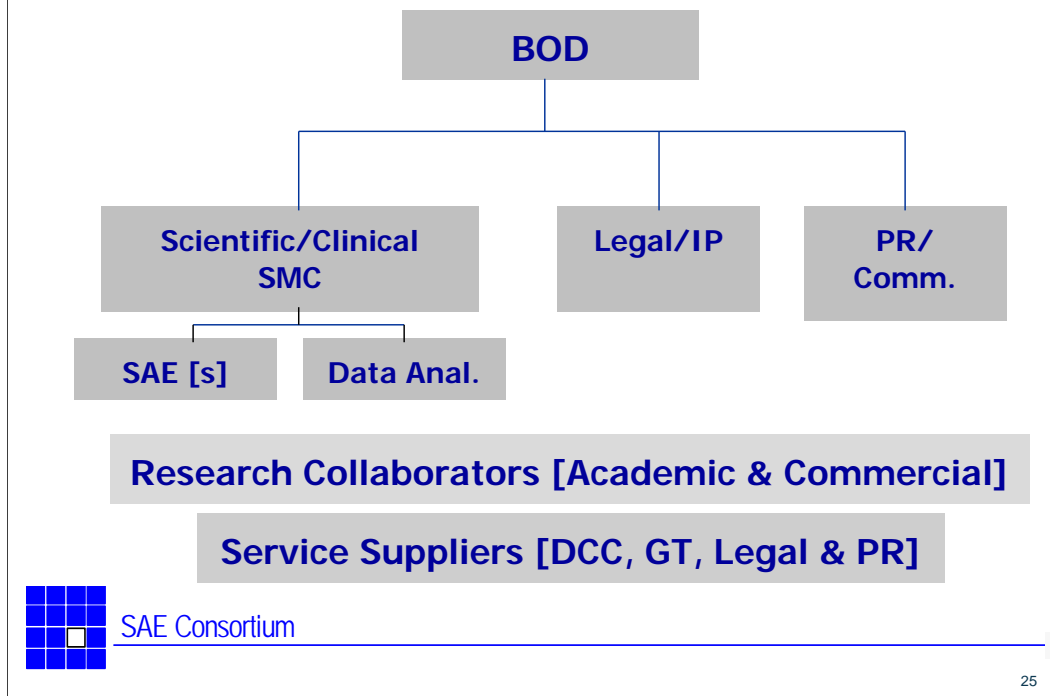 BOD
Scientific/Clinical
SMC
Legal/IP
PR/
Comm.
SAE [s]
Data Anal.
Research Collaborators [Academic & Commercial]
Service Suppliers [DCC, GT, Legal & PR]
SAE Consortium
25